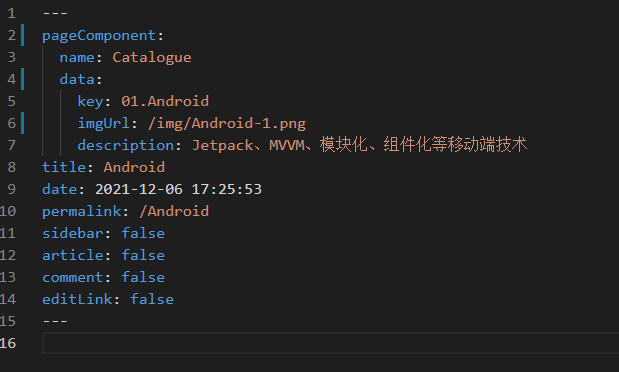 1 ---
2 pageComponent:
3   name: Catalogue
4   data:
5     key: 01.Android
6     imgUrl: /img/Android-1.png
7     description: Jetpack、MVVM、模块化、组件化等移动端技术
8 title: Android
9 date: 2021-12-06 17:25:53
10 permalink: /Android
11 sidebar: false
12 article: false
13 comment: false
14 editLink: false
15 ---
16